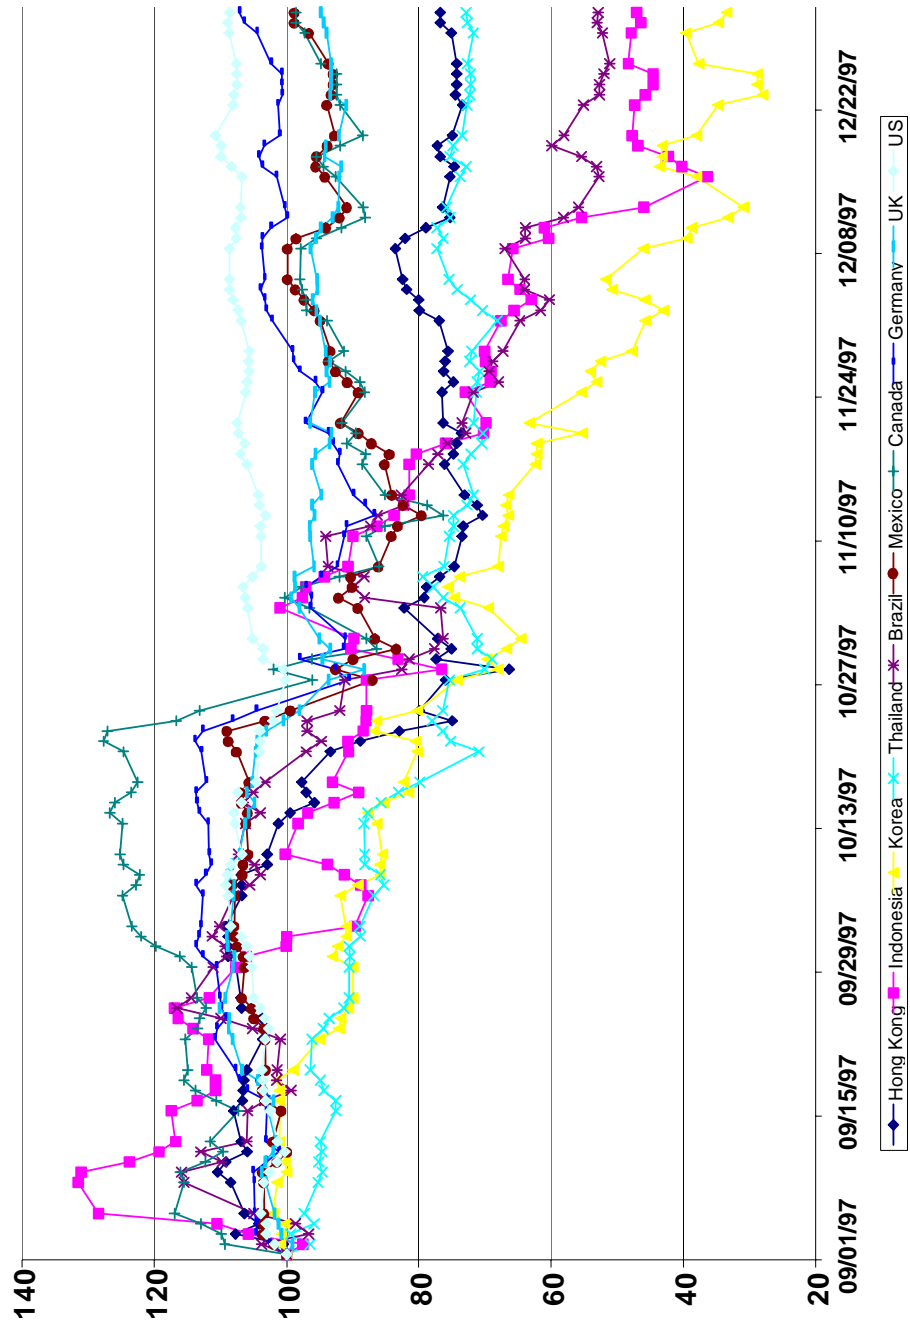 140
120
100
80
60
40
20
09/01/97
09/15/97
09/29/97
10/13/97
10/27/97
11/10/97
11/24/97
12/08/97
12/22/97
Hong Kong
Indonesia
Korea
Thailand
Brazil
Mexico
Canada
Germany
UK
US